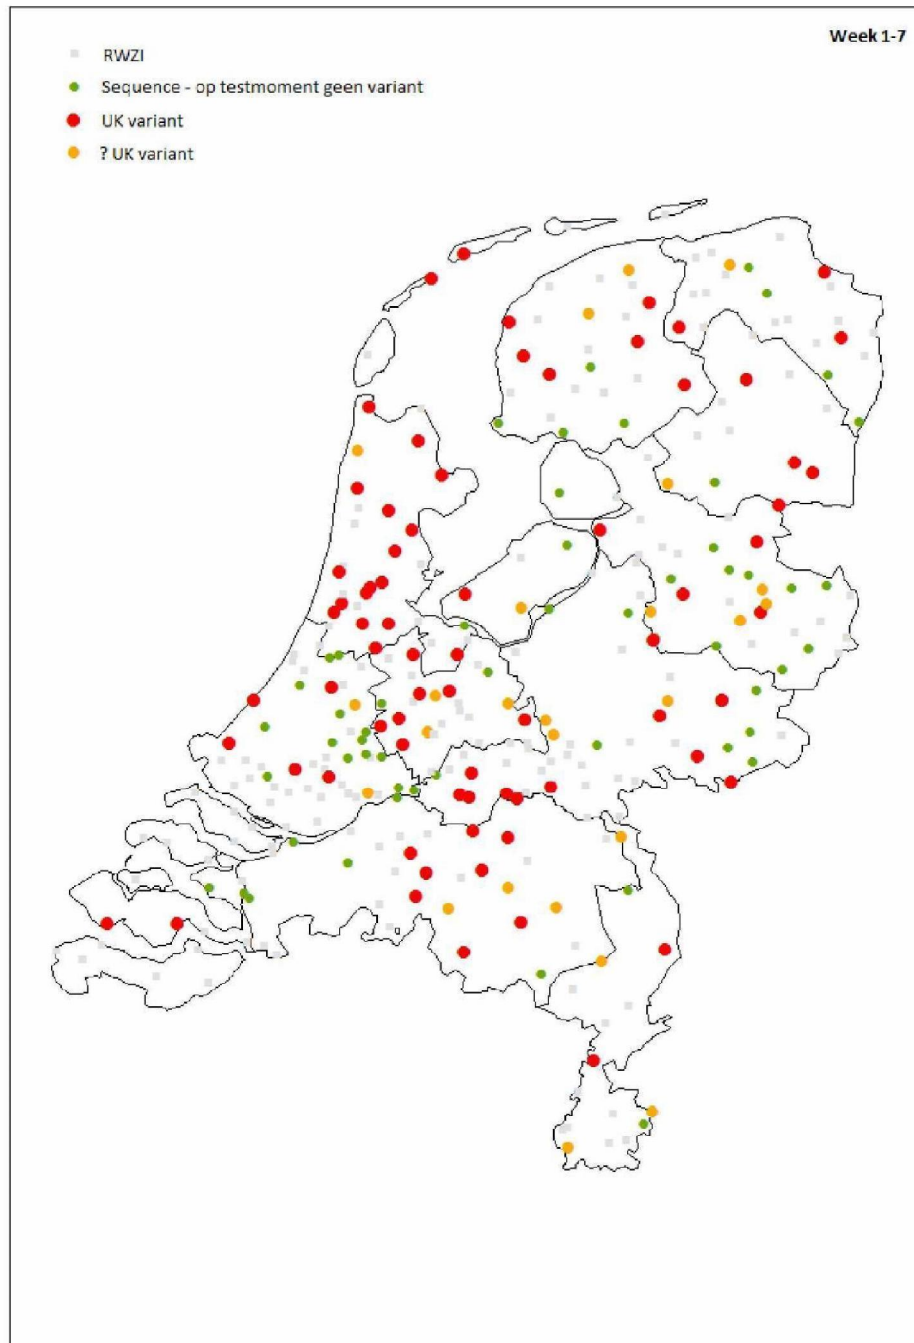 Week 1-7
RWZI
Sequence - op testmoment geen variant
UK variant
? UK variant